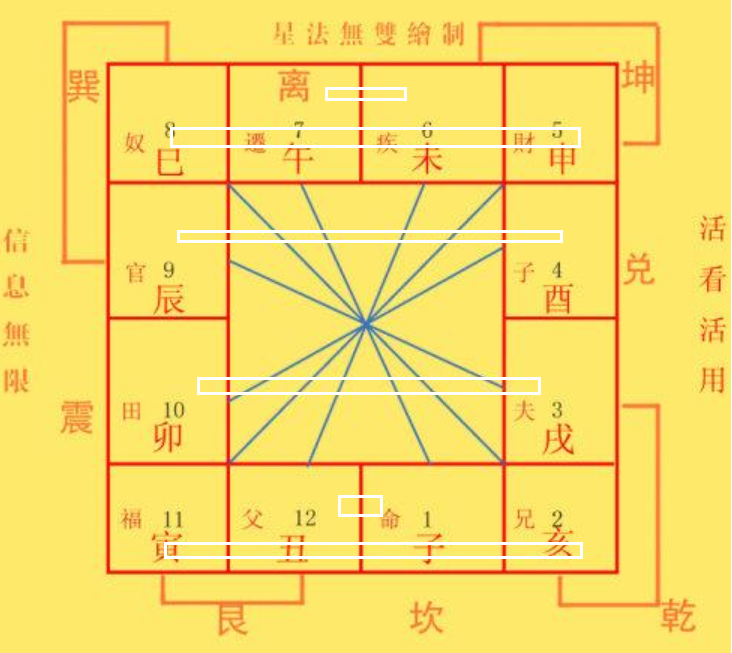 星法無雙繪制
巽 离 坤
奴 8 遷 7 疾 6 財 5
巳 午 未 申
信息無限
活看活用
官 9 子 4
辰 酉 兑
震 田 10 夫 3
卯 戌
福 11 父 12 命 1 兄 2
寅 丑 子 亥
艮 坎 乾